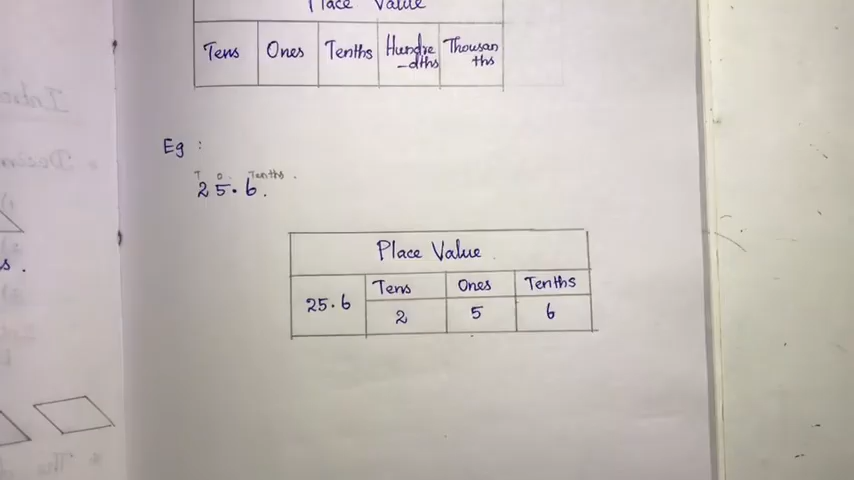 Place Value
Tens Ones Tenths Hundre Thousan
-dths ths
Eg :
T O Tenths .
25.6.
Place Value
25.6 Tens Ones Tenths
2 5 6
s.